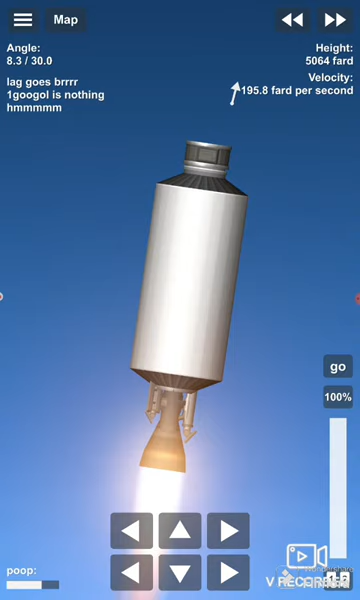 Map
Angle:
8.3 / 30.0
lag goes brrrr
1googol is nothing
hmmmmm
Height:
5064 fard
Velocity:
195.8 fard per second
go
100%
poop:
V RECORDER